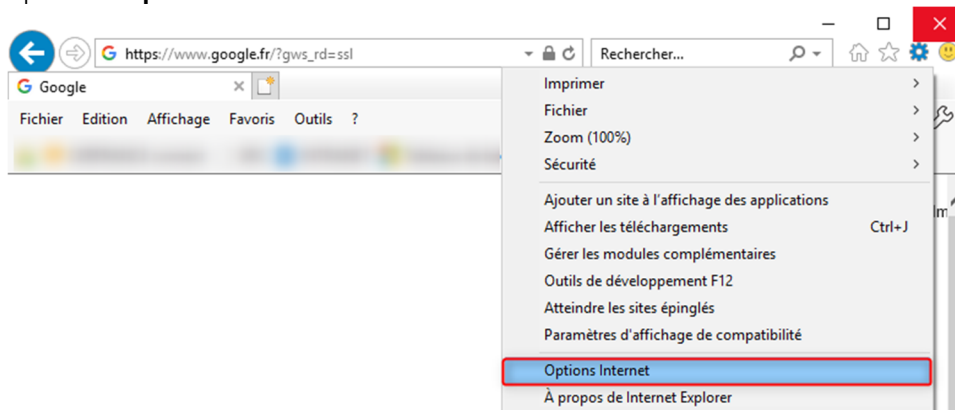 https://www.google.fr/?gws_rd=ssl
Rechercher...
Google
Fichier Edition Affichage Favoris Outils ?
Imprimer
Fichier
Zoom (100%)
Sécurité
Ajouter un site à l'affichage des applications
Afficher les téléchargements Ctrl+J
Gérer les modules complémentaires
Outils de développement F12
Atteindre les sites épinglés
Paramètres d'affichage de compatibilité
Options Internet
À propos de Internet Explorer